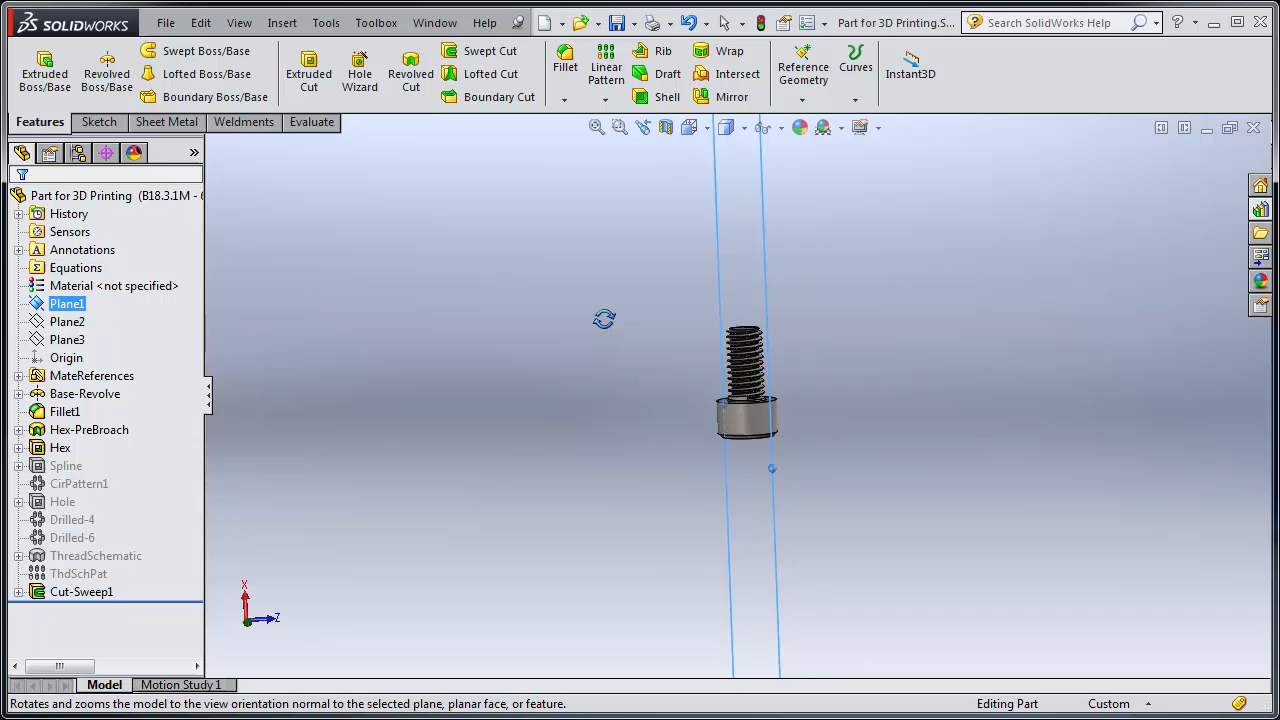 SOLIDWORKS File Edit View Insert Tools Toolbox Window Help Part for 3D Printing.S... Search SolidWorks Help
Extruded Boss/Base
Revolved Boss/Base
Swept Boss/Base
Lofted Boss/Base
Boundary Boss/Base
Extruded Cut
Hole Wizard
Revolved Cut
Swept Cut
Lofted Cut
Boundary Cut
Fillet
Linear Pattern
Rib
Draft
Shell
Wrap
Intersect
Mirror
Reference Geometry
Curves
Instant3D
Features Sketch Sheet Metal Weldments Evaluate
Part for 3D Printing (B18.3.1M - 6
History
Sensors
Annotations
Equations
Material <not specified>
Plane1
Plane2
Plane3
Origin
MateReferences
Base-Revolve
Fillet1
Hex-PreBroach
Hex
Spline
CirPattern1
Hole
Drilled-4
Drilled-6
ThreadSchematic
ThdSchPat
Cut-Sweep1
X
Z
Model Motion Study 1
Rotates and zooms the model to the view orientation normal to the selected plane, planar face, or feature. Editing Part Custom